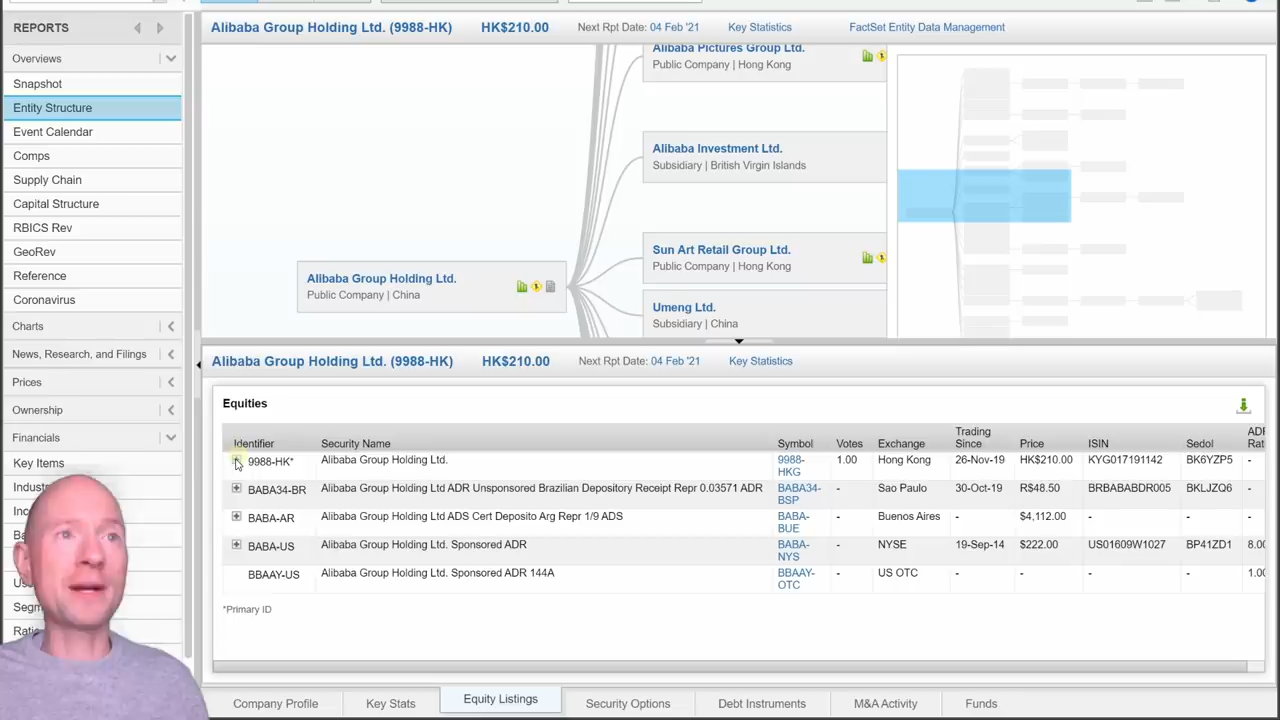 REPORTS
Overviews
Snapshot
Entity Structure
Event Calendar
Comps
Supply Chain
Capital Structure
RBICS Rev
GeoRev
Reference
Coronavirus
Charts
News, Research, and Filings
Prices
Ownership
Financials
Key Items
Alibaba Group Holding Ltd. (9988-HK) HK$210.00 Next Rpt Date: 04 Feb '21 Key Statistics FactSet Entity Data Management
Alibaba Pictures Group Ltd.
Public Company | Hong Kong
Alibaba Investment Ltd.
Subsidiary | British Virgin Islands
Sun Art Retail Group Ltd.
Public Company | Hong Kong
Alibaba Group Holding Ltd.
Public Company | China
Umeng Ltd.
Subsidiary | China
Alibaba Group Holding Ltd. (9988-HK) HK$210.00 Next Rpt Date: 04 Feb '21 Key Statistics
Equities
Identifier Security Name Symbol Votes Exchange Trading Since Price ISIN Sedol
9988-HK* Alibaba Group Holding Ltd. 9988-HKG 1.00 Hong Kong 26-Nov-19 HK$210.00 KYG017191142 BK6YZP5 -
BABA34-BR Alibaba Group Holding Ltd ADR Unsponsored Brazilian Depository Receipt Repr 0.03571 ADR BABA34-BSP - Sao Paulo 30-Oct-19 R$48.50 BRBABABDR005 BKLJZQ6 -
BABA-AR Alibaba Group Holding Ltd ADS Cert Deposito Arg Repr 1/9 ADS BABA-BUE - Buenos Aires - $4,112.00 - - -
BABA-US Alibaba Group Holding Ltd. Sponsored ADR BABA-NYS - NYSE 19-Sep-14 $222.00 US01609W1027 BP41ZD1 8.00
BBAAY-US Alibaba Group Holding Ltd. Sponsored ADR 144A BBAAY-OTC - US OTC - - - - 1.00
*Primary ID
Company Profile Key Stats Equity Listings Security Options Debt Instruments M&A Activity Funds